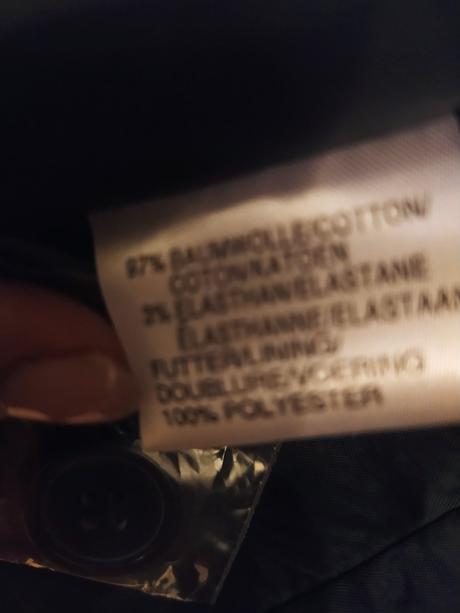 97% BAUMWOLLE/COTTON/
COTON/KATOEN
3% ELASTHAN/ELASTANE
ELASTHANNE/ELASTAAN
FUTTER/LINING/
DOUBLURE/VOERING
100% POLYESTER